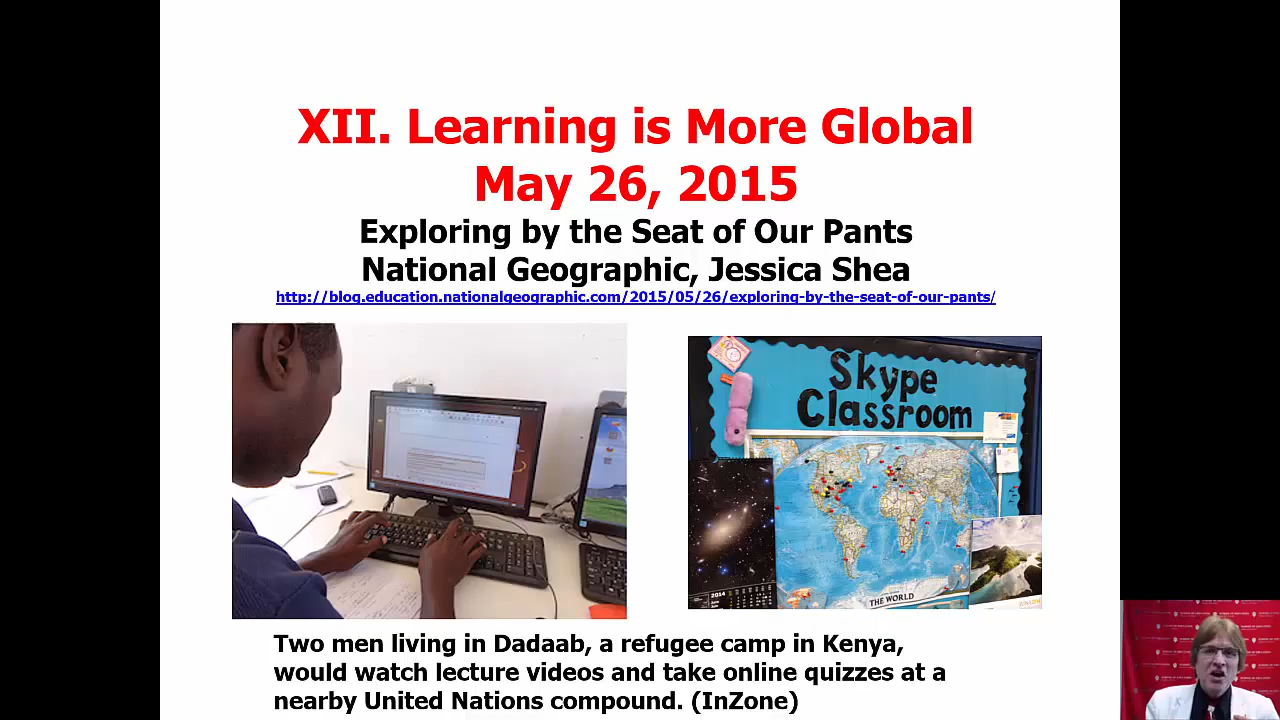 XII. Learning is More Global
May 26, 2015
Exploring by the Seat of Our Pants
National Geographic, Jessica Shea
http://blog.education.nationalgeographic.com/2015/05/26/exploring-by-the-seat-of-our-pants/
Skype
Classroom
THE WORLD
2014
Two men living in Dadaab, a refugee camp in Kenya,
would watch lecture videos and take online quizzes at a
nearby United Nations compound. (InZone)